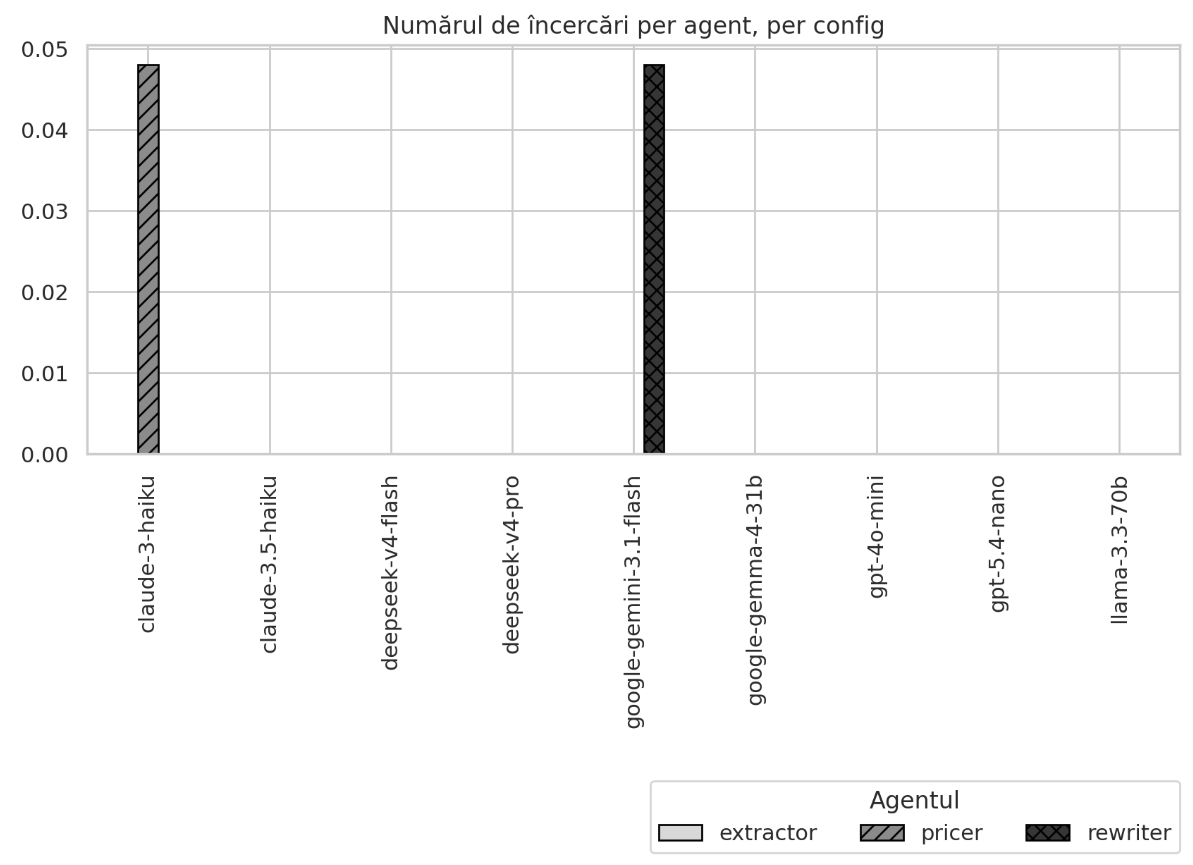 Numărul de încercări per agent, per config
0.05
0.04
0.03
0.02
0.01
0.00
claude-3-haiku
claude-3.5-haiku
deepseek-v4-flash
deepseek-v4-pro
google-gemini-3.1-flash
google-gemma-4-31b
gpt-4o-mini
gpt-5.4-nano
llama-3.3-70b
Agentul
extractor pricer rewriter